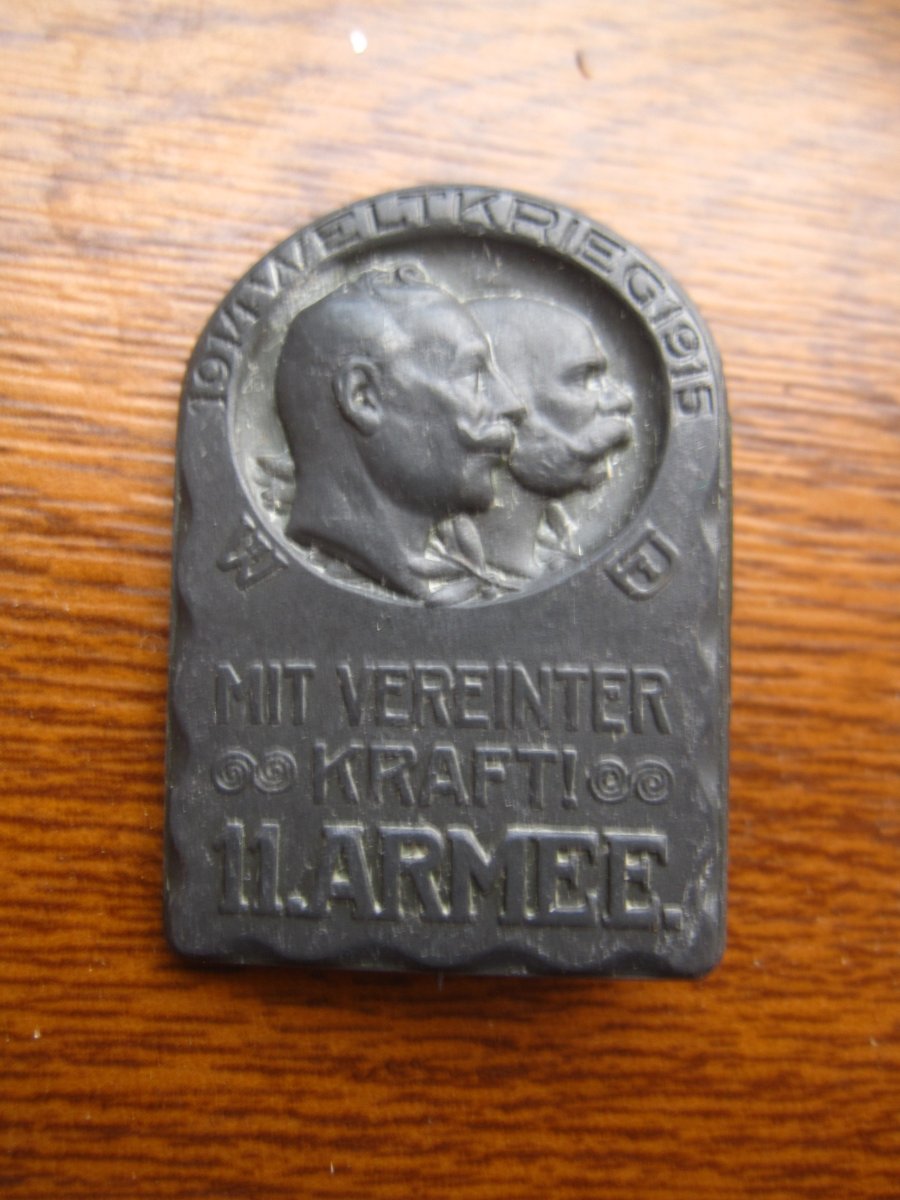 1914 WELTKRIEG 1915
W
MIT VEREINTER
KRAFT!
11. ARMEE.